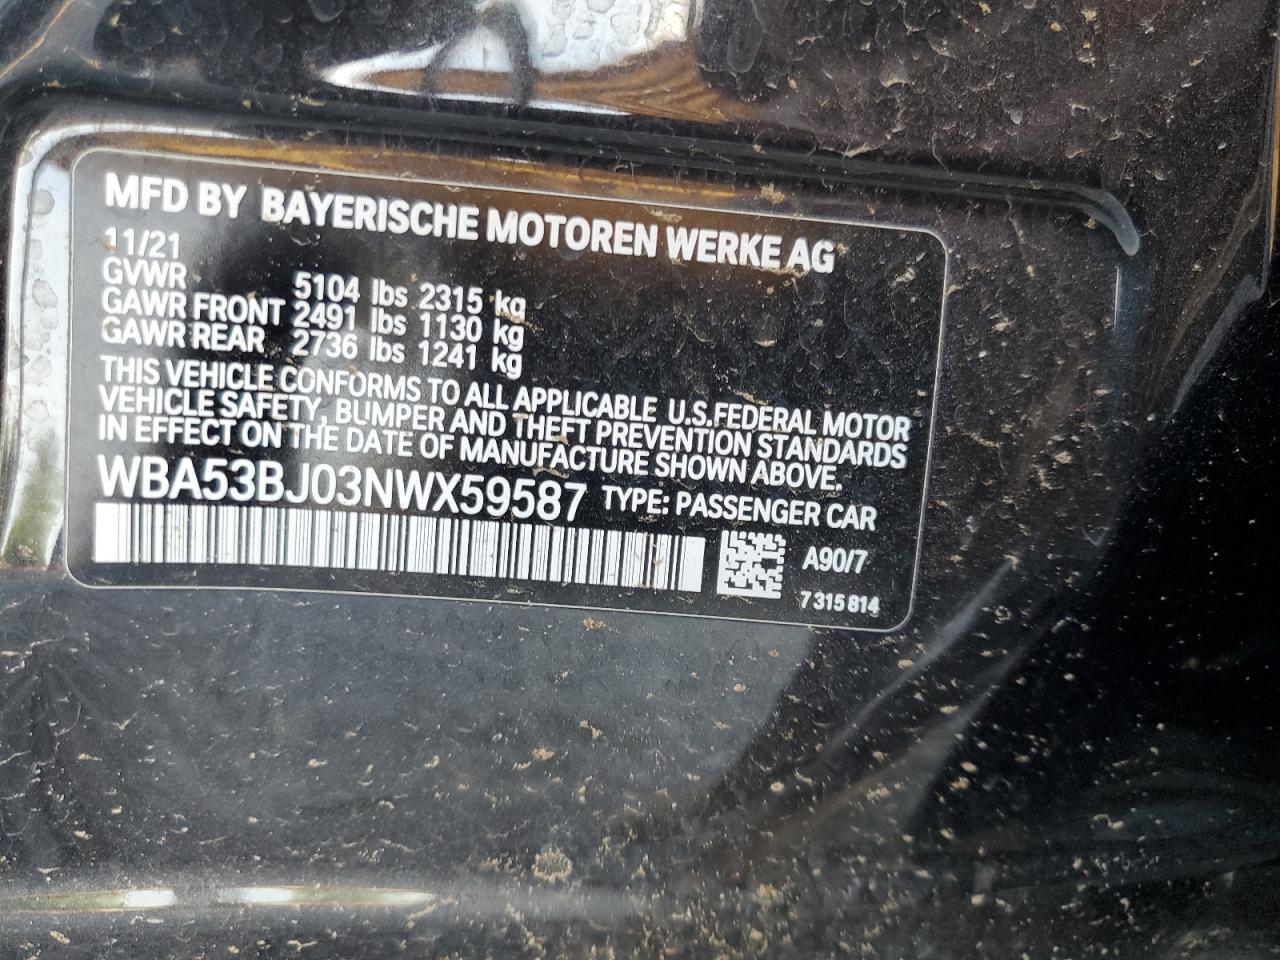 MFD BY BAYERISCHE MOTOREN WERKE AG
11/21
GVWR 5104 lbs 2315 kg
GAWR FRONT 2491 lbs 1130 kg
GAWR REAR 2736 lbs 1241 kg
THIS VEHICLE CONFORMS TO ALL APPLICABLE U.S.FEDERAL MOTOR
VEHICLE SAFETY, BUMPER AND THEFT PREVENTION STANDARDS
IN EFFECT ON THE DATE OF MANUFACTURE SHOWN ABOVE.
WBA53BJ03NWX59587 TYPE: PASSENGER CAR
A90/7
7 315 814